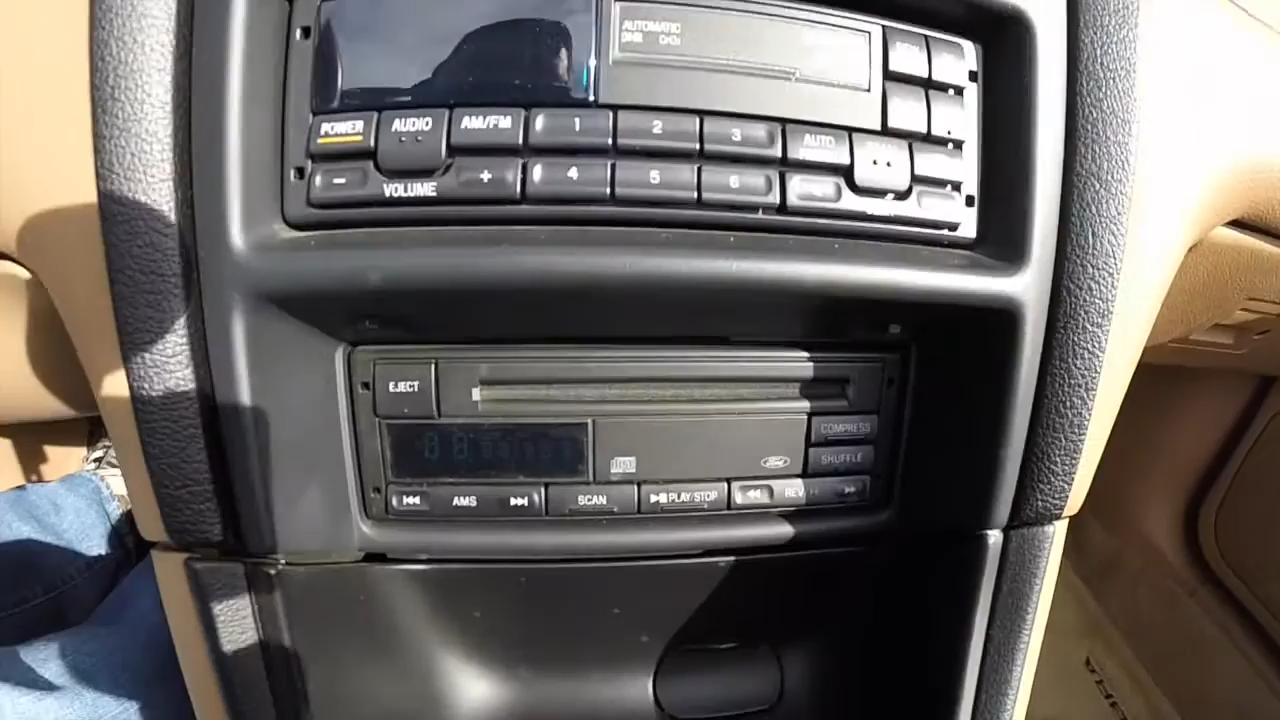 AUTOMATIC
POWER
AUDIO
AM/FM
1
2
3
AUTO
-
VOLUME
+
4
5
6
EJECT
COMPRESS
SHUFFLE
Ford
AMS
SCAN
PLAY/STOP
REV